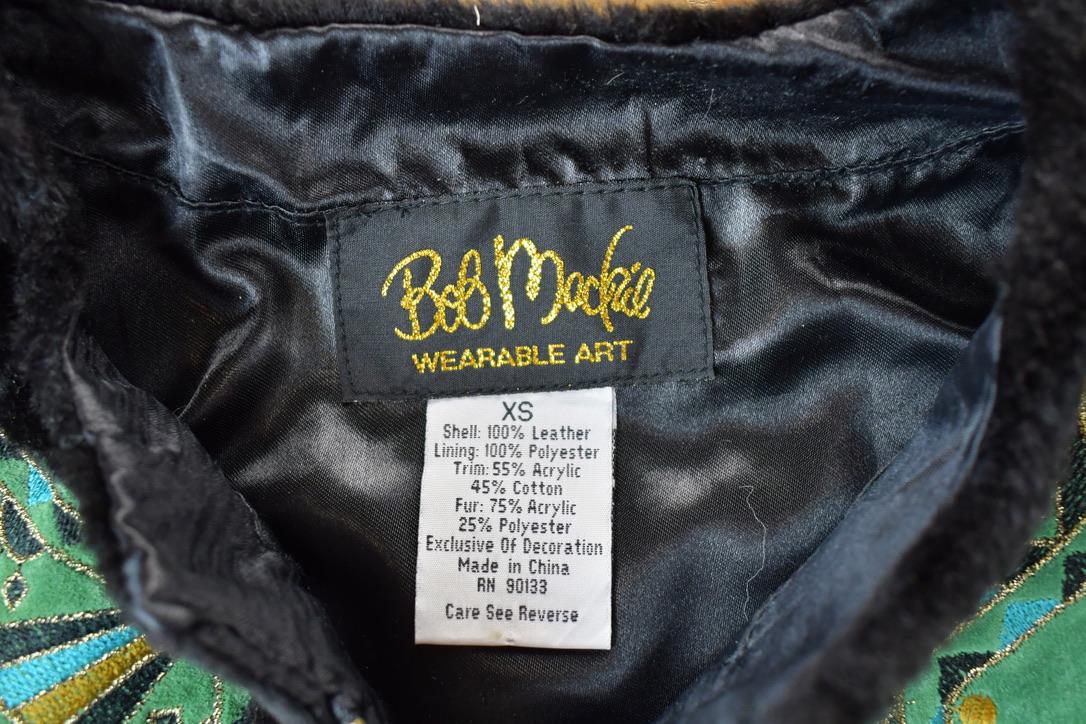 Bob Mackie
WEARABLE ART
XS
Shell: 100% Leather
Lining: 100% Polyester
Trim: 55% Acrylic
45% Cotton
Fur: 75% Acrylic
25% Polyester
Exclusive Of Decoration
Made in China
RN 90133
Care See Reverse